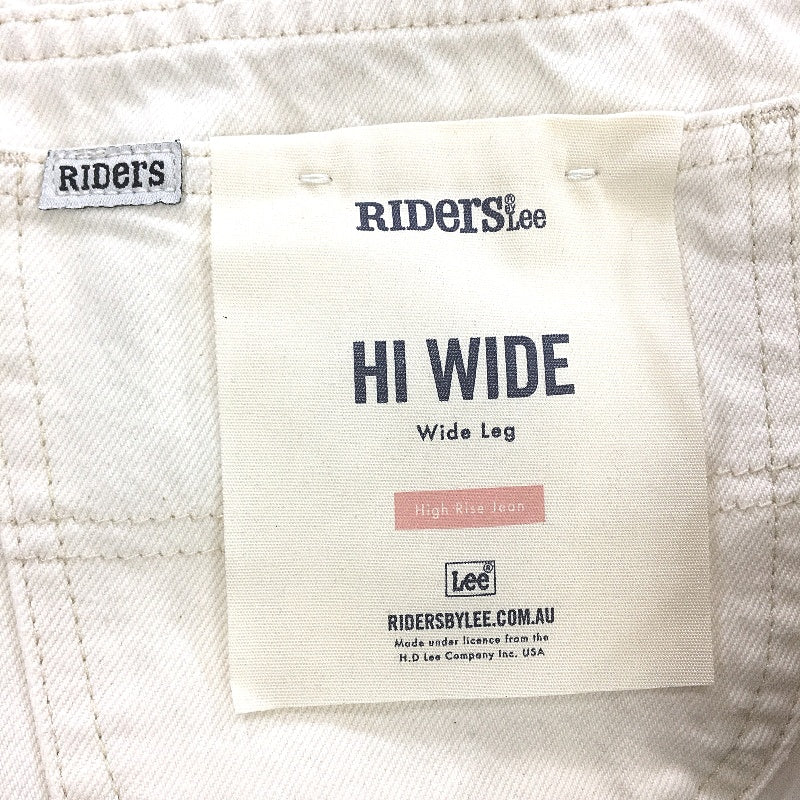 RIDers
RIDers® by Lee
HI WIDE
Wide Leg
High Rise Jean
Lee®
RIDERSBYLEE.COM.AU
Made under licence from the
H.D Lee Company Inc. USA